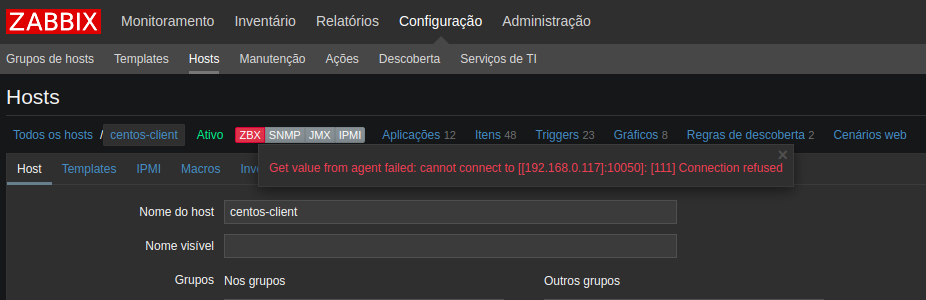 ZABBIX Monitoramento Inventário Relatórios Configuração Administração
Grupos de hosts Templates Hosts Manutenção Ações Descoberta Serviços de TI
Hosts
Todos os hosts / centos-client Ativo ZBX SNMP JMX IPMI Aplicações 12 Itens 48 Triggers 23 Gráficos 8 Regras de descoberta 2 Cenários web
Host Templates IPMI Macros
Get value from agent failed: cannot connect to [[192.168.0.117]:10050]: [111] Connection refused
Nome do host centos-client
Nome visível
Grupos Nos grupos Outros grupos